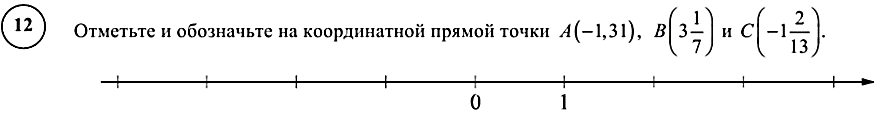 12 Отметьте и обозначьте на координатной прямой точки A(−1,31), B(3 1/7) и C(−1 2/13).
0 1